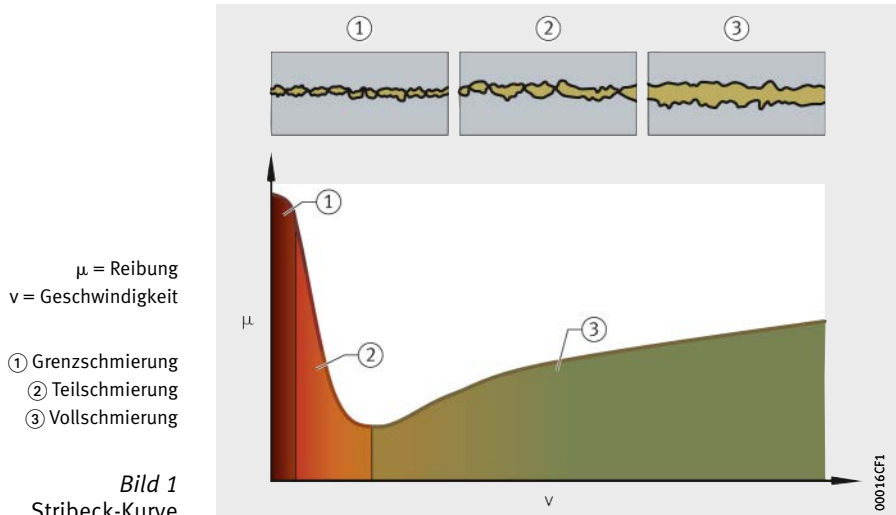 ① ② ③
①
μ = Reibung
v = Geschwindigkeit
μ
③
① Grenzschmierung
②
② Teilschmierung
③ Vollschmierung
Bild 1
Stribeck-Kurve
v
00016CF1